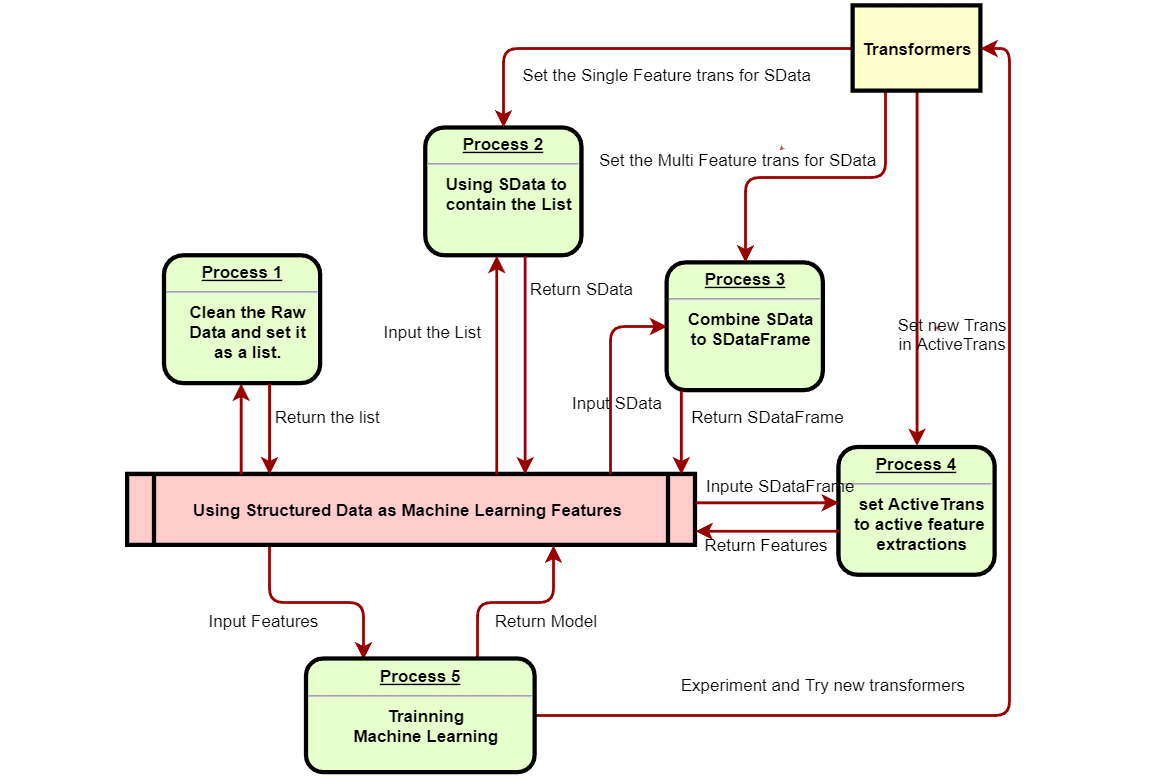 Transformers
Set the Single Feature trans for SData
Process 2
Using SData to
contain the List
Set the Multi Feature trans for SData
Process 1
Clean the Raw
Data and set it
as a list.
Process 3
Combine SData
to SDataFrame
Return SData
Input the List
Set new Trans
in ActiveTrans
Input SData
Return the list
Return SDataFrame
Process 4
set ActiveTrans
to active feature
extractions
Inpute SDataFrame
Using Structured Data as Machine Learning Features
Return Features
Input Features
Return Model
Process 5
Trainning
Machine Learning
Experiment and Try new transformers